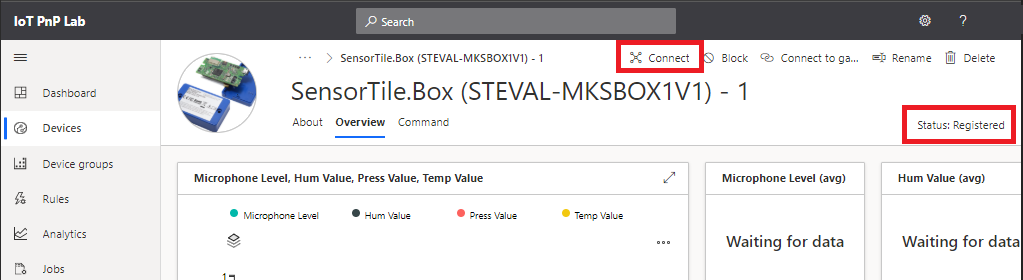 IoT PnP Lab
Search
?
··· > SensorTile.Box (STEVAL-MKSBOX1V1) - 1
Connect
Block
Connect to ga...
Rename
Delete
SensorTile.Box (STEVAL-MKSBOX1V1) - 1
About Overview Command
Status: Registered
Dashboard
Devices
Device groups
Rules
Analytics
Jobs
Microphone Level, Hum Value, Press Value, Temp Value
Microphone Level
Hum Value
Press Value
Temp Value
...
1
Microphone Level (avg)
Waiting for data
Hum Value (avg)
Waiting for data